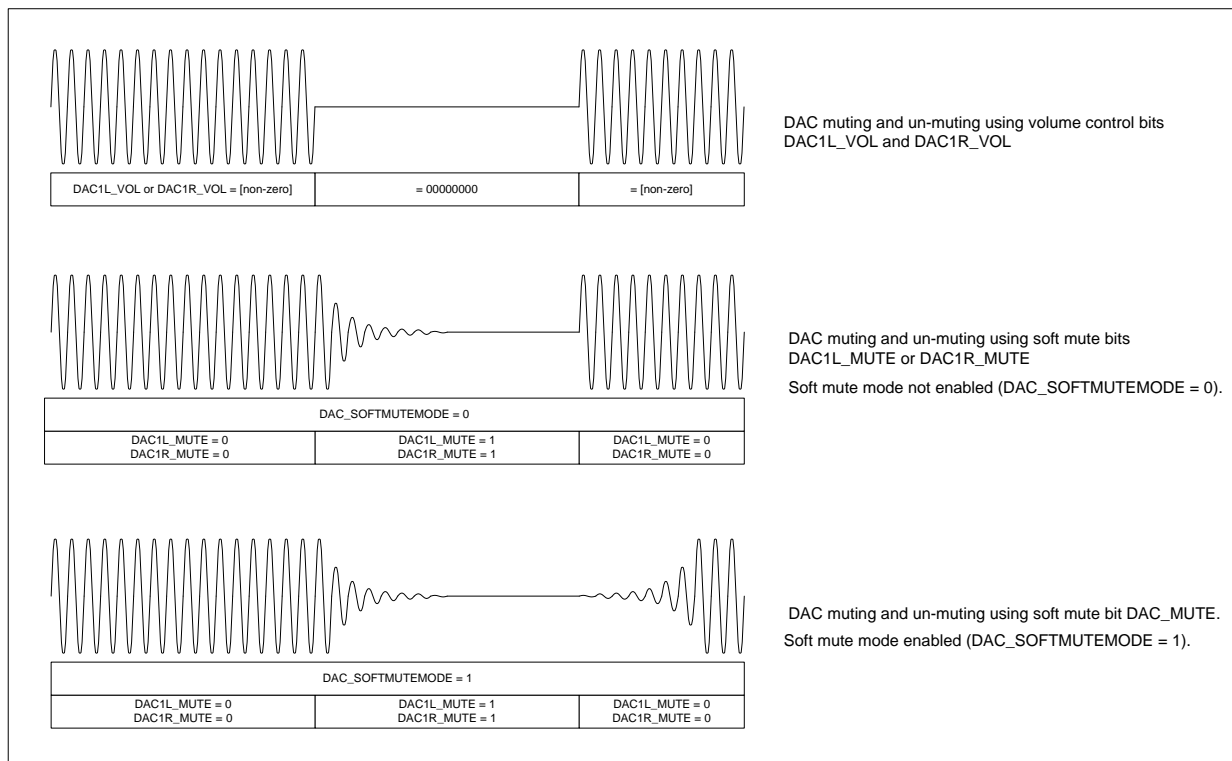 DAC muting and un-muting using volume control bits
DAC1L_VOL and DAC1R_VOL
DAC1L_VOL or DAC1R_VOL = [non-zero]
= 00000000
= [non-zero]
DAC muting and un-muting using soft mute bits
DAC1L_MUTE or DAC1R_MUTE
Soft mute mode not enabled (DAC_SOFTMUTEMODE = 0).
DAC_SOFTMUTEMODE = 0
DAC1L_MUTE = 0
DAC1R_MUTE = 0
DAC1L_MUTE = 1
DAC1R_MUTE = 1
DAC1L_MUTE = 0
DAC1R_MUTE = 0
DAC muting and un-muting using soft mute bit DAC_MUTE.
Soft mute mode enabled (DAC_SOFTMUTEMODE = 1).
DAC_SOFTMUTEMODE = 1
DAC1L_MUTE = 0
DAC1R_MUTE = 0
DAC1L_MUTE = 1
DAC1R_MUTE = 1
DAC1L_MUTE = 0
DAC1R_MUTE = 0